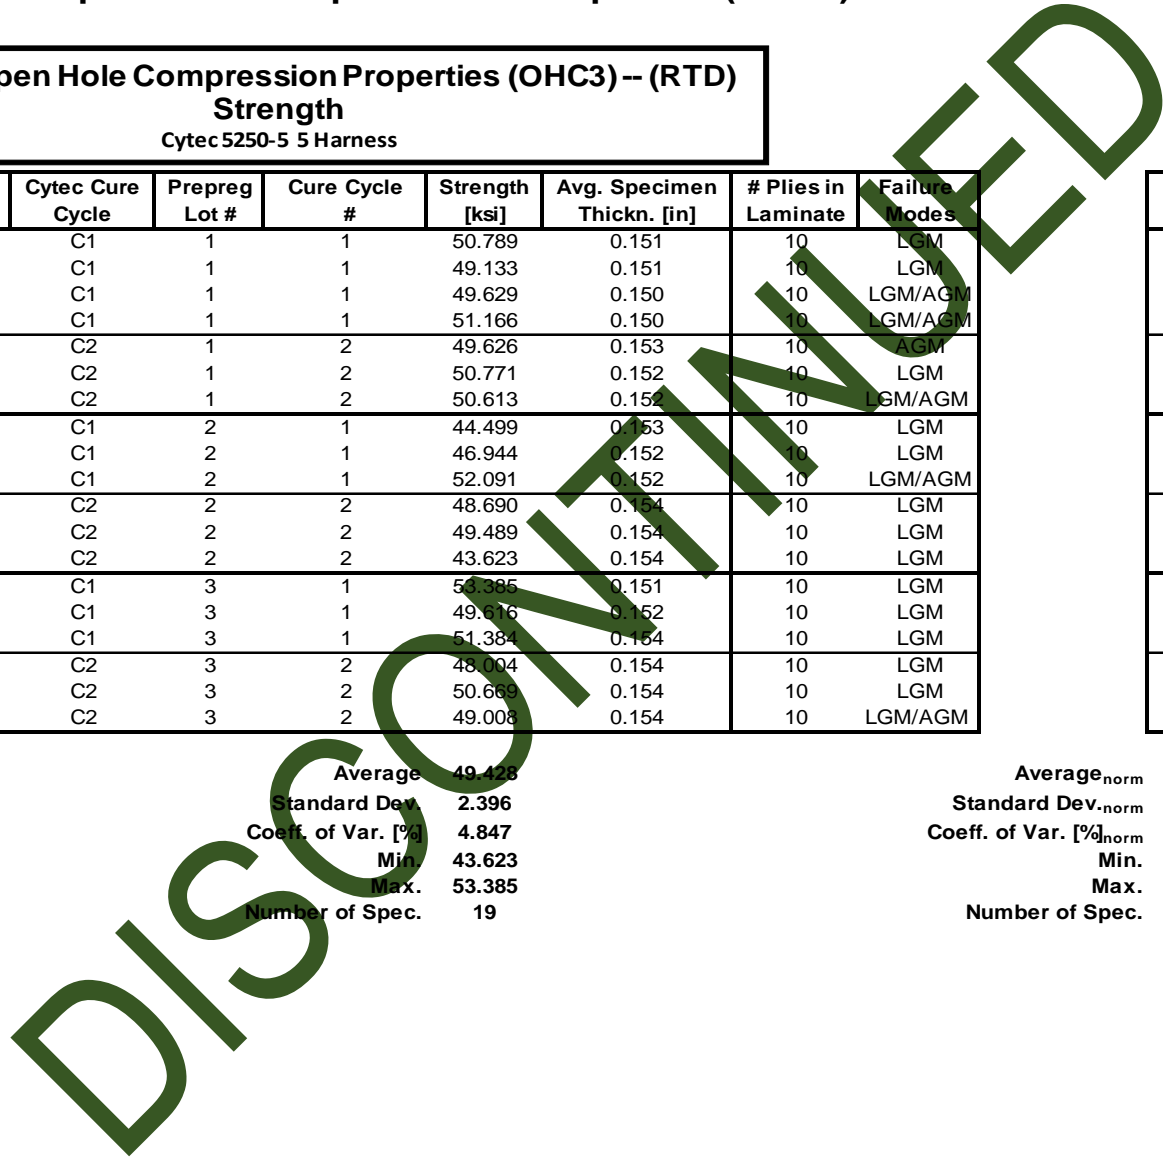 pen Hole Compression Properties (OHC3) -- (RTD)
Strength
Cytec 5250-5 5 Harness
Cytec Cure Cycle Prepreg Lot # Cure Cycle # Strength [ksi] Avg. Specimen Thickn. [in] # Plies in Laminate Failure Modes
C1 1 1 50.789 0.151 10 LGM
C1 1 1 49.133 0.151 10 LGM
C1 1 1 49.629 0.150 10 LGM/AGM
C1 1 1 51.166 0.150 10 LGM/AGM
C2 1 2 49.626 0.153 10 AGM
C2 1 2 50.771 0.152 10 LGM
C2 1 2 50.613 0.152 10 LGM/AGM
C1 2 1 44.499 0.153 10 LGM
C1 2 1 46.944 0.152 10 LGM
C1 2 1 52.091 0.152 10 LGM/AGM
C2 2 2 48.690 0.154 10 LGM
C2 2 2 49.489 0.154 10 LGM
C2 2 2 43.623 0.154 10 LGM
C1 3 1 53.385 0.151 10 LGM
C1 3 1 49.616 0.152 10 LGM
C1 3 1 51.384 0.154 10 LGM
C2 3 2 48.004 0.154 10 LGM
C2 3 2 50.669 0.154 10 LGM
C2 3 2 49.008 0.154 10 LGM/AGM
Average 49.428 Averagenorm
Standard Dev. 2.396 Standard Dev.norm
Coeff. of Var. [%] 4.847 Coeff. of Var. [%]norm
Min. 43.623 Min.
Max. 53.385 Max.
Number of Spec. 19 Number of Spec.
DISCONTINUED